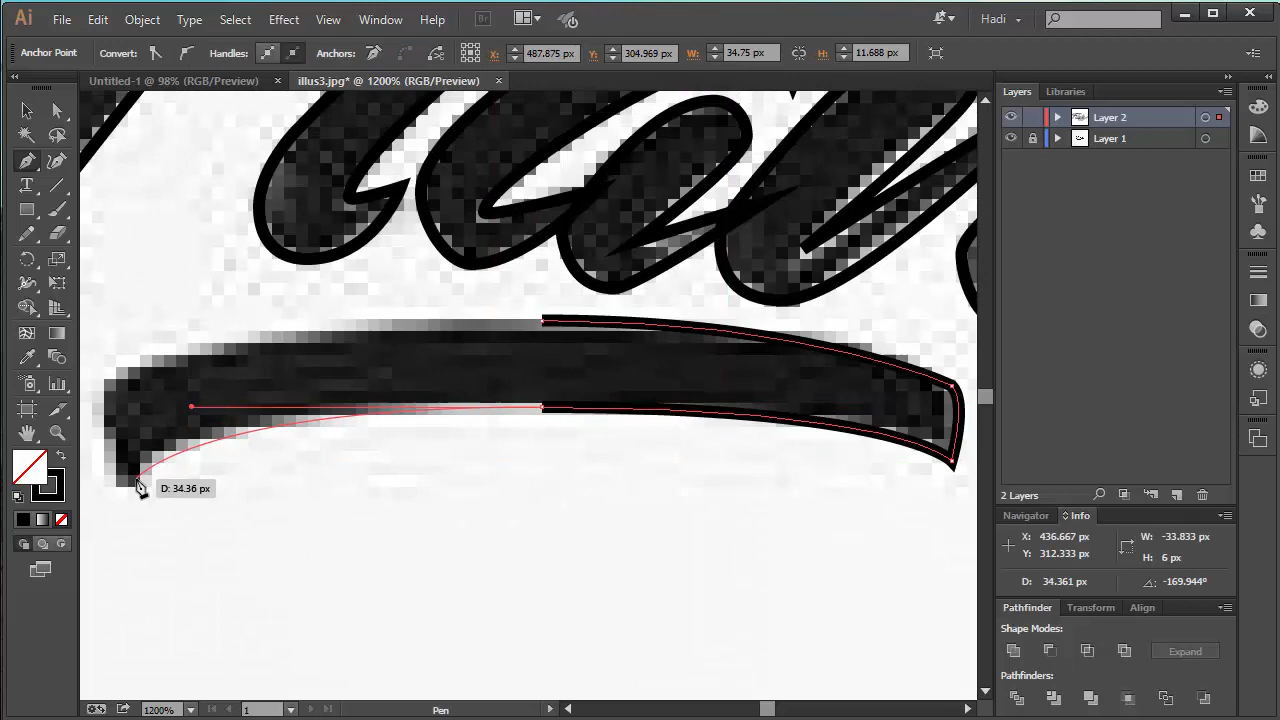 Ai File Edit Object Type Select Effect View Window Help Br Hadi
Anchor Point Convert: Handles: Anchors: X: 487.875 px Y: 304.969 px W: 34.75 px H: 11.688 px
Untitled-1 @ 98% (RGB/Preview) × illus3.jpg* @ 1200% (RGB/Preview) ×
Layers Libraries
Layer 2
Layer 1
D: 34.36 px
2 Layers
Navigator Info
X: 436.667 px W: -33.833 px
Y: 312.333 px H: 6 px
D: 34.361 px -169.944°
Pathfinder Transform Align
Shape Modes:
Expand
Pathfinders:
1200% 1 Pen